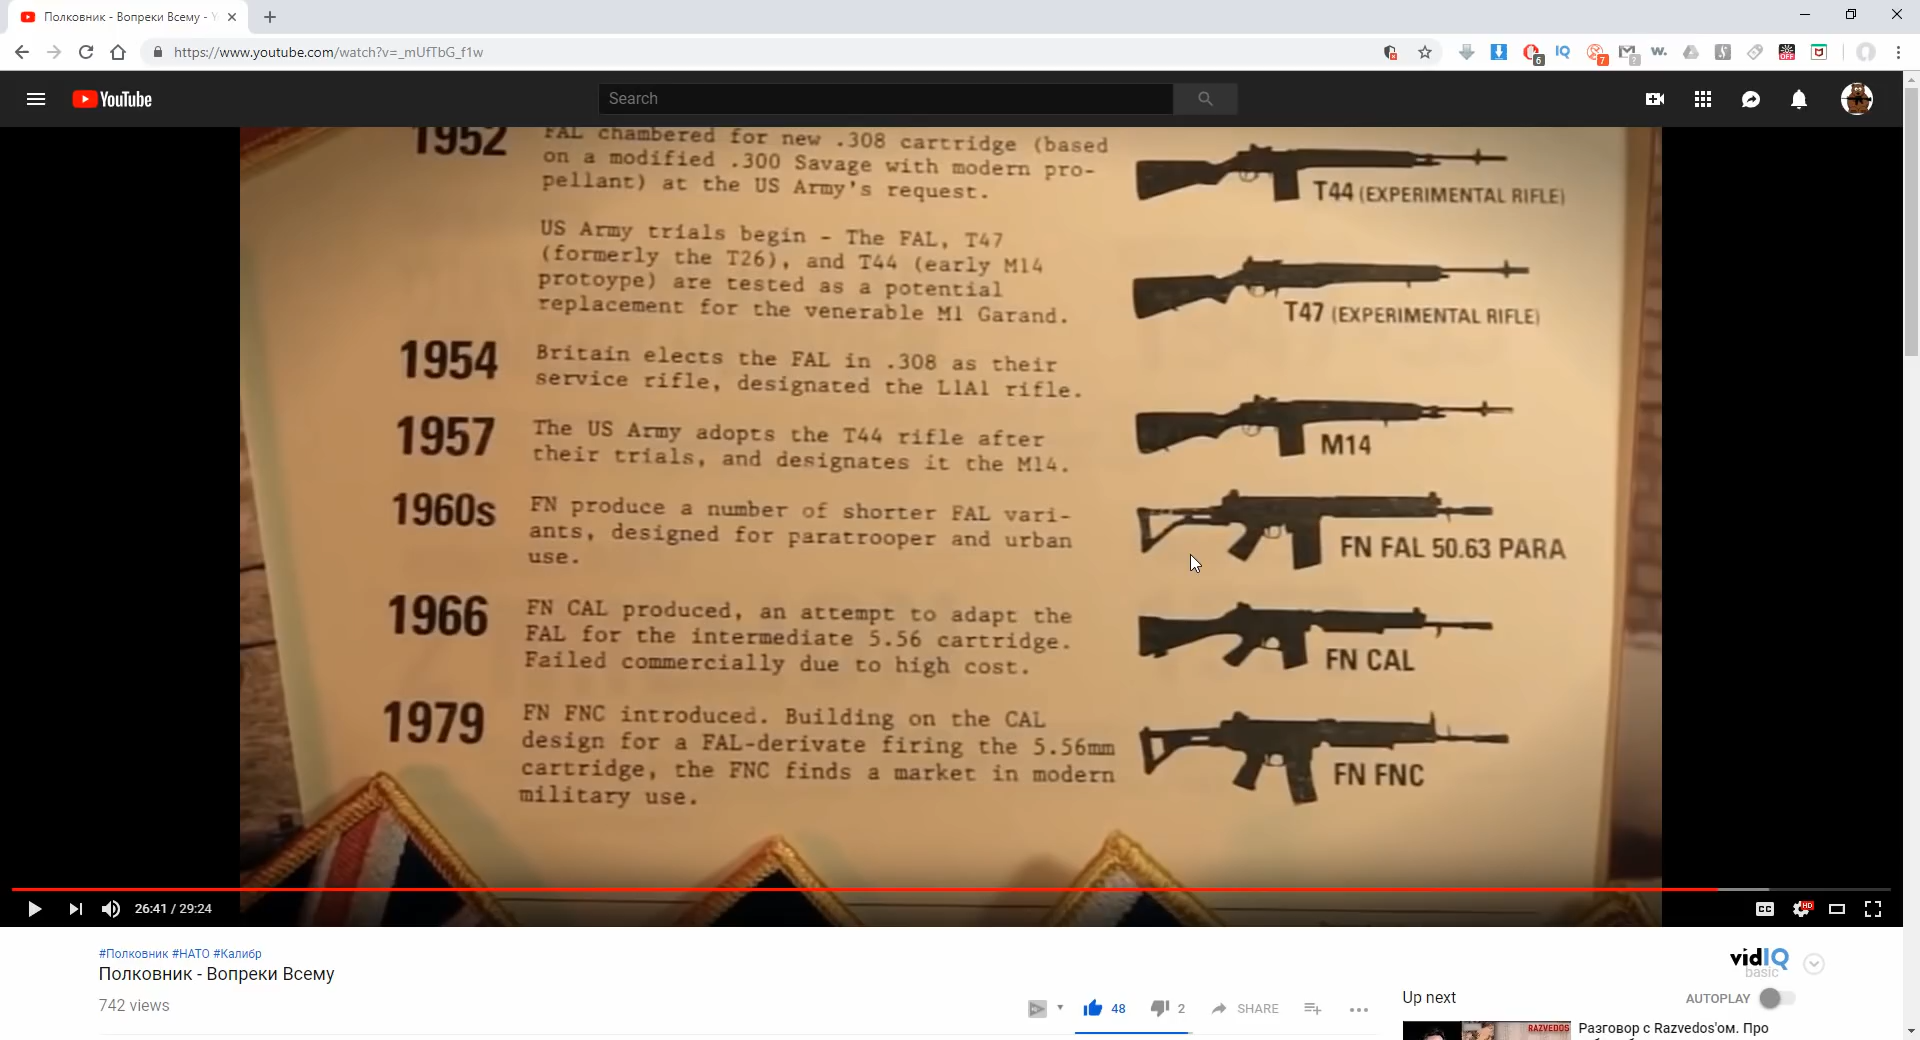 Полковник - Вопреки Всему -
https://www.youtube.com/watch?v=_mUfTbG_f1w
6
IQ
7
?
w.
OFF
YouTube
Search
1952
FAL chambered for new .308 cartridge (based
on a modified .300 Savage with modern pro-
pellant) at the US Army's request.
T44 (EXPERIMENTAL RIFLE)
US Army trials begin - The FAL, T47
(formerly the T26), and T44 (early M14
protoype) are tested as a potential
replacement for the venerable M1 Garand.
T47 (EXPERIMENTAL RIFLE)
1954
Britain elects the FAL in .308 as their
service rifle, designated the L1A1 rifle.
1957
The US Army adopts the T44 rifle after
their trials, and designates it the M14.
M14
1960s
FN produce a number of shorter FAL vari-
ants, designed for paratrooper and urban
use.
FN FAL 50.63 PARA
1966
FN CAL produced, an attempt to adapt the
FAL for the intermediate 5.56 cartridge.
Failed commercially due to high cost.
FN CAL
1979
FN FNC introduced. Building on the CAL
design for a FAL-derivate firing the 5.56mm
cartridge, the FNC finds a market in modern
military use.
FN FNC
26:41 / 29:24
CC
HD
#Полковник #НАТО #Калибр
Полковник - Вопреки Всему
742 views
48
2
SHARE
vidIQ
basic
Up next
AUTOPLAY
RAZVEDOS
Разговор с Razvedos'ом. Про